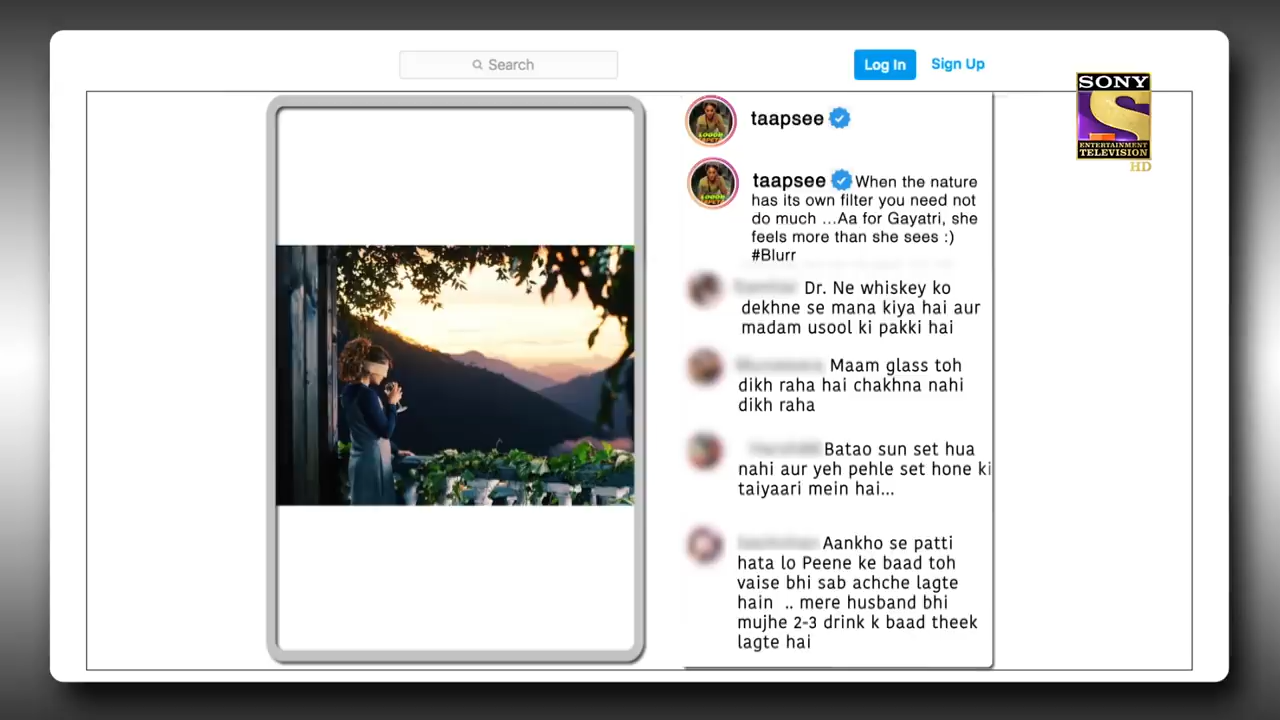 Search
Log In
Sign Up
SONY
ENTERTAINMENT
TELEVISION
HD
taapsee
taapsee When the nature
has its own filter you need not
do much ...Aa for Gayatri, she
feels more than she sees :)
#Blurr
Dr. Ne whiskey ko
dekhne se mana kiya hai aur
madam usool ki pakki hai
Maam glass toh
dikh raha hai chakhna nahi
dikh raha
Batao sun set hua
nahi aur yeh pehle set hone ki
taiyaari mein hai...
Aankho se patti
hata lo Peene ke baad toh
vaise bhi sab achche lagte
hain .. mere husband bhi
mujhe 2-3 drink k baad theek
lagte hai